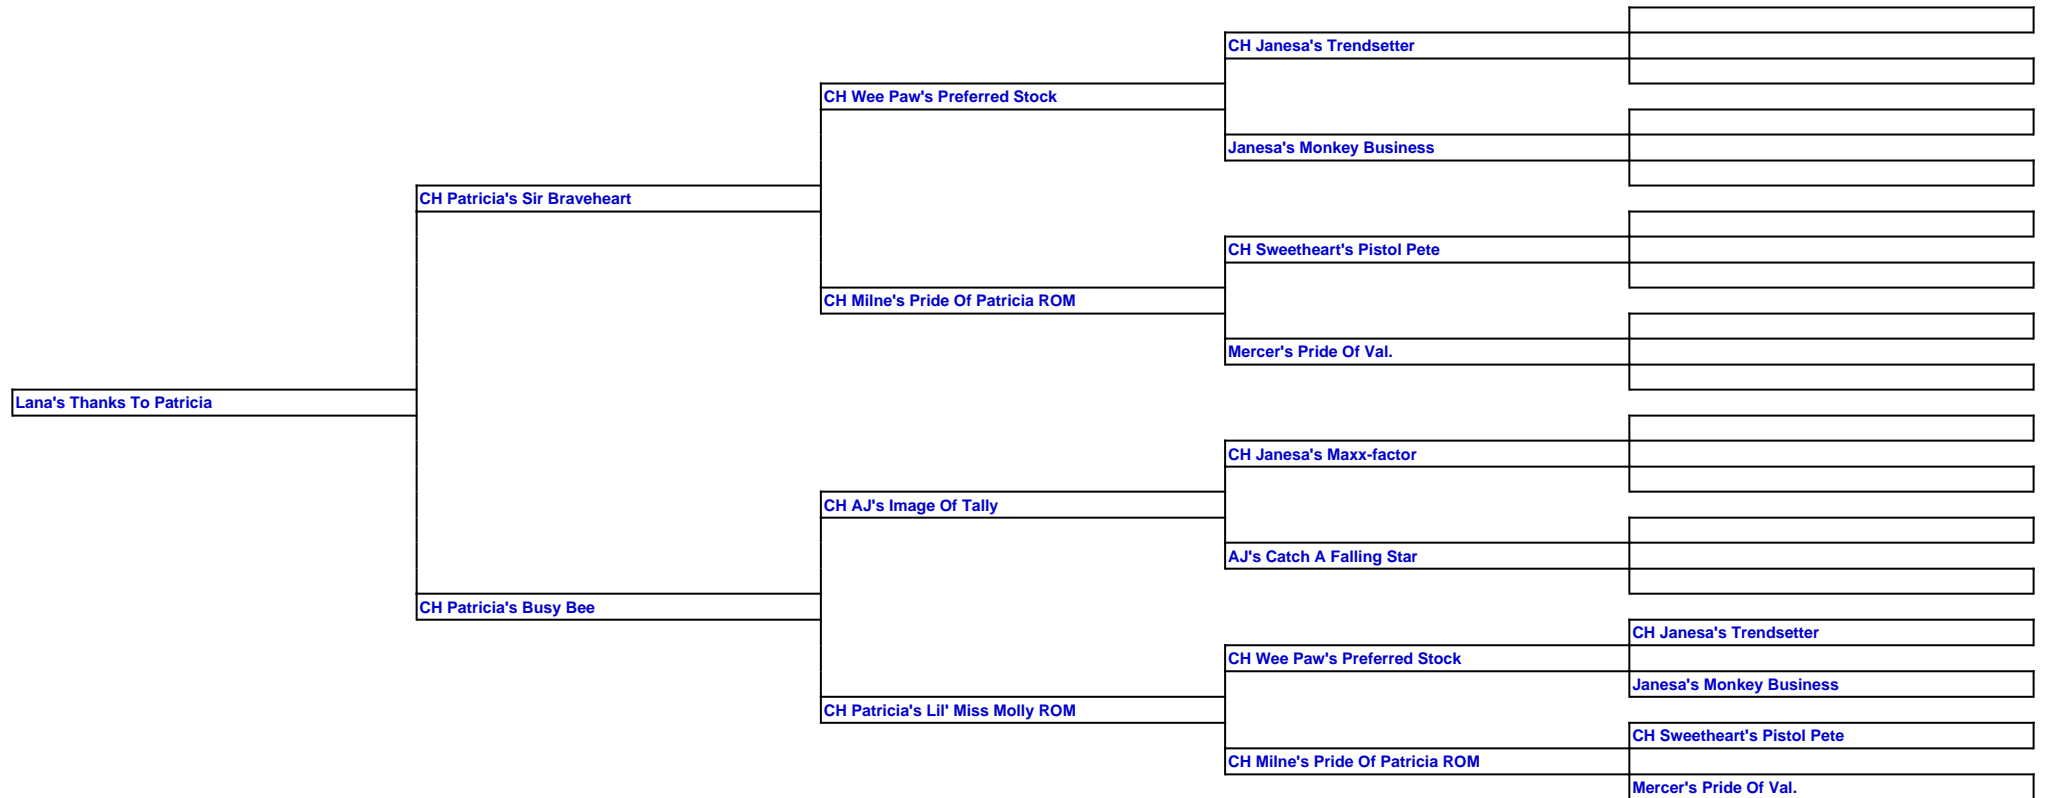 CH Janesa's Trendsetter
CH Wee Paw's Preferred Stock
Janesa's Monkey Business
CH Patricia's Sir Braveheart
CH Sweetheart's Pistol Pete
CH Milne's Pride Of Patricia ROM
Mercer's Pride Of Val.
Lana's Thanks To Patricia
CH Janesa's Maxx-factor
CH AJ's Image Of Tally
AJ's Catch A Falling Star
CH Patricia's Busy Bee
CH Janesa's Trendsetter
CH Wee Paw's Preferred Stock
Janesa's Monkey Business
CH Patricia's Lil' Miss Molly ROM
CH Sweetheart's Pistol Pete
CH Milne's Pride Of Patricia ROM
Mercer's Pride Of Val.